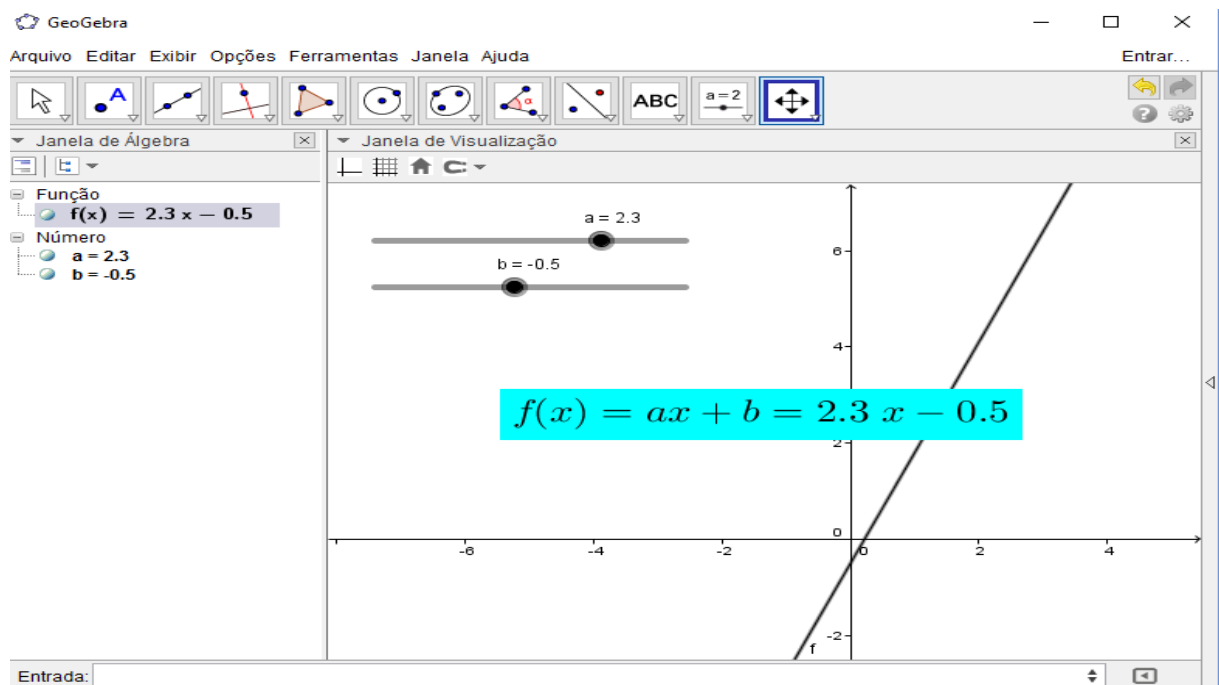 GeoGebra
Arquivo Editar Exibir Opções Ferramentas Janela Ajuda Entrar...
A α ABC a=2
Janela de Álgebra
Função
f(x) = 2.3 x − 0.5
Número
a = 2.3
b = -0.5
Janela de Visualização
a = 2.3
b = -0.5
6
4
f(x) = ax + b = 2.3 x − 0.5
2
0
-6 -4 -2 0 2 4
-2
f
Entrada: